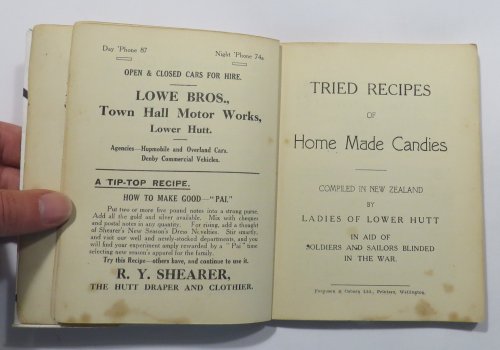 Day 'Phone 87 Night 'Phone 74a
OPEN & CLOSED CARS FOR HIRE.
LOWE BROS.,
Town Hall Motor Works,
Lower Hutt.
Agencies—Hupmobile and Overland Cars.
Denby Commercial Vehicles.
A TIP-TOP RECIPE.
HOW TO MAKE GOOD—"PAI."
Put two or more five pound notes into a strong purse.
Add all the gold and silver available. Mix with cheques
and postal notes in any quantity. For rising, add a thought
of Shearer's New Season's Dress Novelties. Stir smartly,
and visit our well and newly-stocked departments, and you
will find your experiment amply rewarded by a "Pai" time
selecting new season's apparel for the family.
Try this Recipe—others have, and continue to use it.
R. Y. SHEARER,
THE HUTT DRAPER AND CLOTHIER.
TRIED RECIPES
OF
Home Made Candies
COMPILED IN NEW ZEALAND
BY
LADIES OF LOWER HUTT
IN AID OF
SOLDIERS AND SAILORS BLINDED
IN THE WAR.
Ferguson & Osborn Ltd., Printers, Wellington.